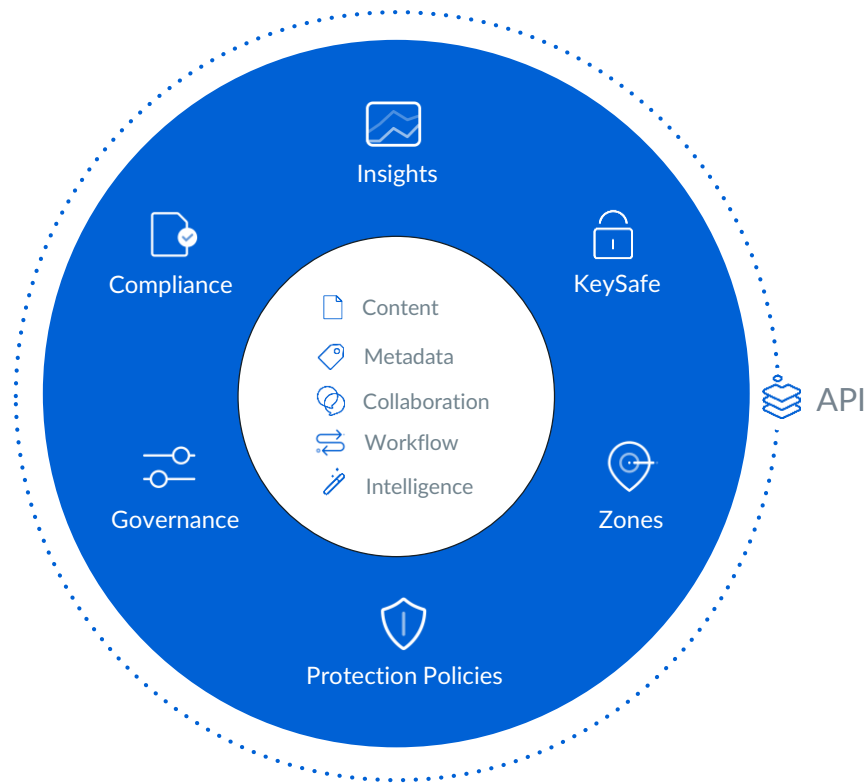 Insights
Compliance
KeySafe
Content
Metadata
Collaboration
Workflow
Intelligence
API
Governance
Zones
Protection Policies